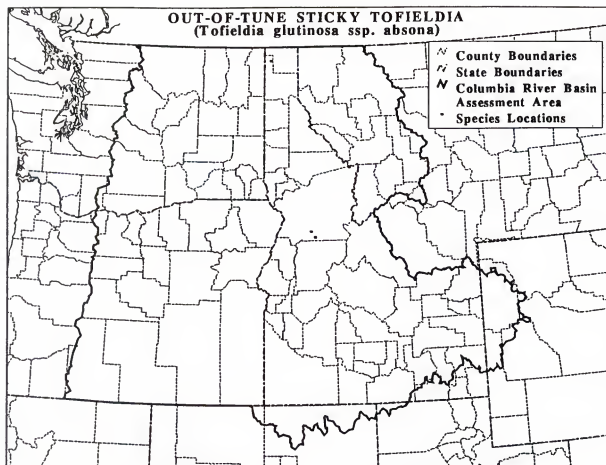 OUT-OF-TUNE STICKY TOFIELDIA
(Tofieldia glutinosa ssp. absona)
County Boundaries
State Boundaries
Columbia River Basin
Assessment Area
Species Locations